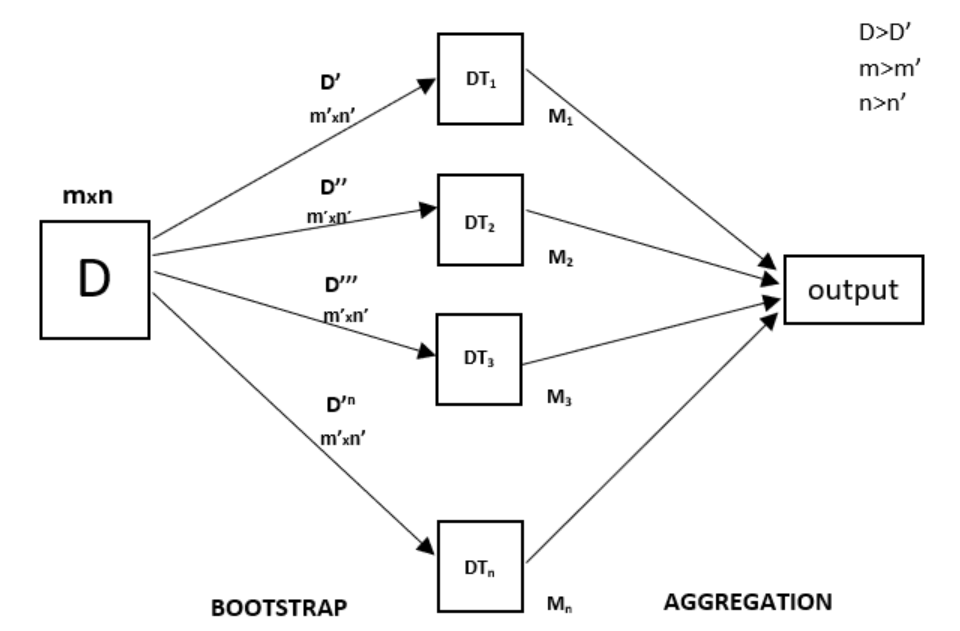 D>D’
m>m’
n>n’
D’
m’xn’
DT1
M1
mxn
D
D’’
m’xn’
DT2
M2
D’’’
m’xn’
DT3
M3
output
D’n
m’xn’
DTn
Mn
BOOTSTRAP
AGGREGATION